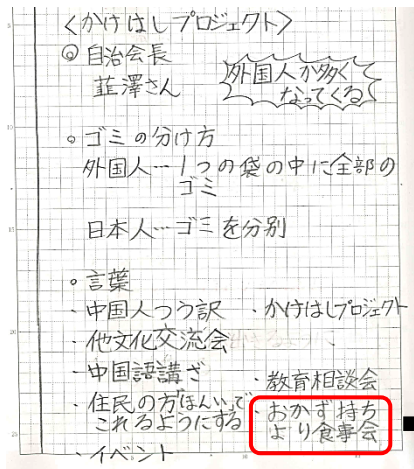 <かけはしプロジェクト>
◎自治会長
韮澤さん
外国人が多く
なってくる
○ゴミの分け方
外国人…1つの袋の中に全部の
ゴミ
日本人…ゴミを分別
○言葉
・中国人つう訳
・かけはしプロジェクト
・他文化交流会
・中国語講ざ
・教育相談会
・住民の方ほんいで
これるようにする
・おかず持ち
より食事会
・イベント